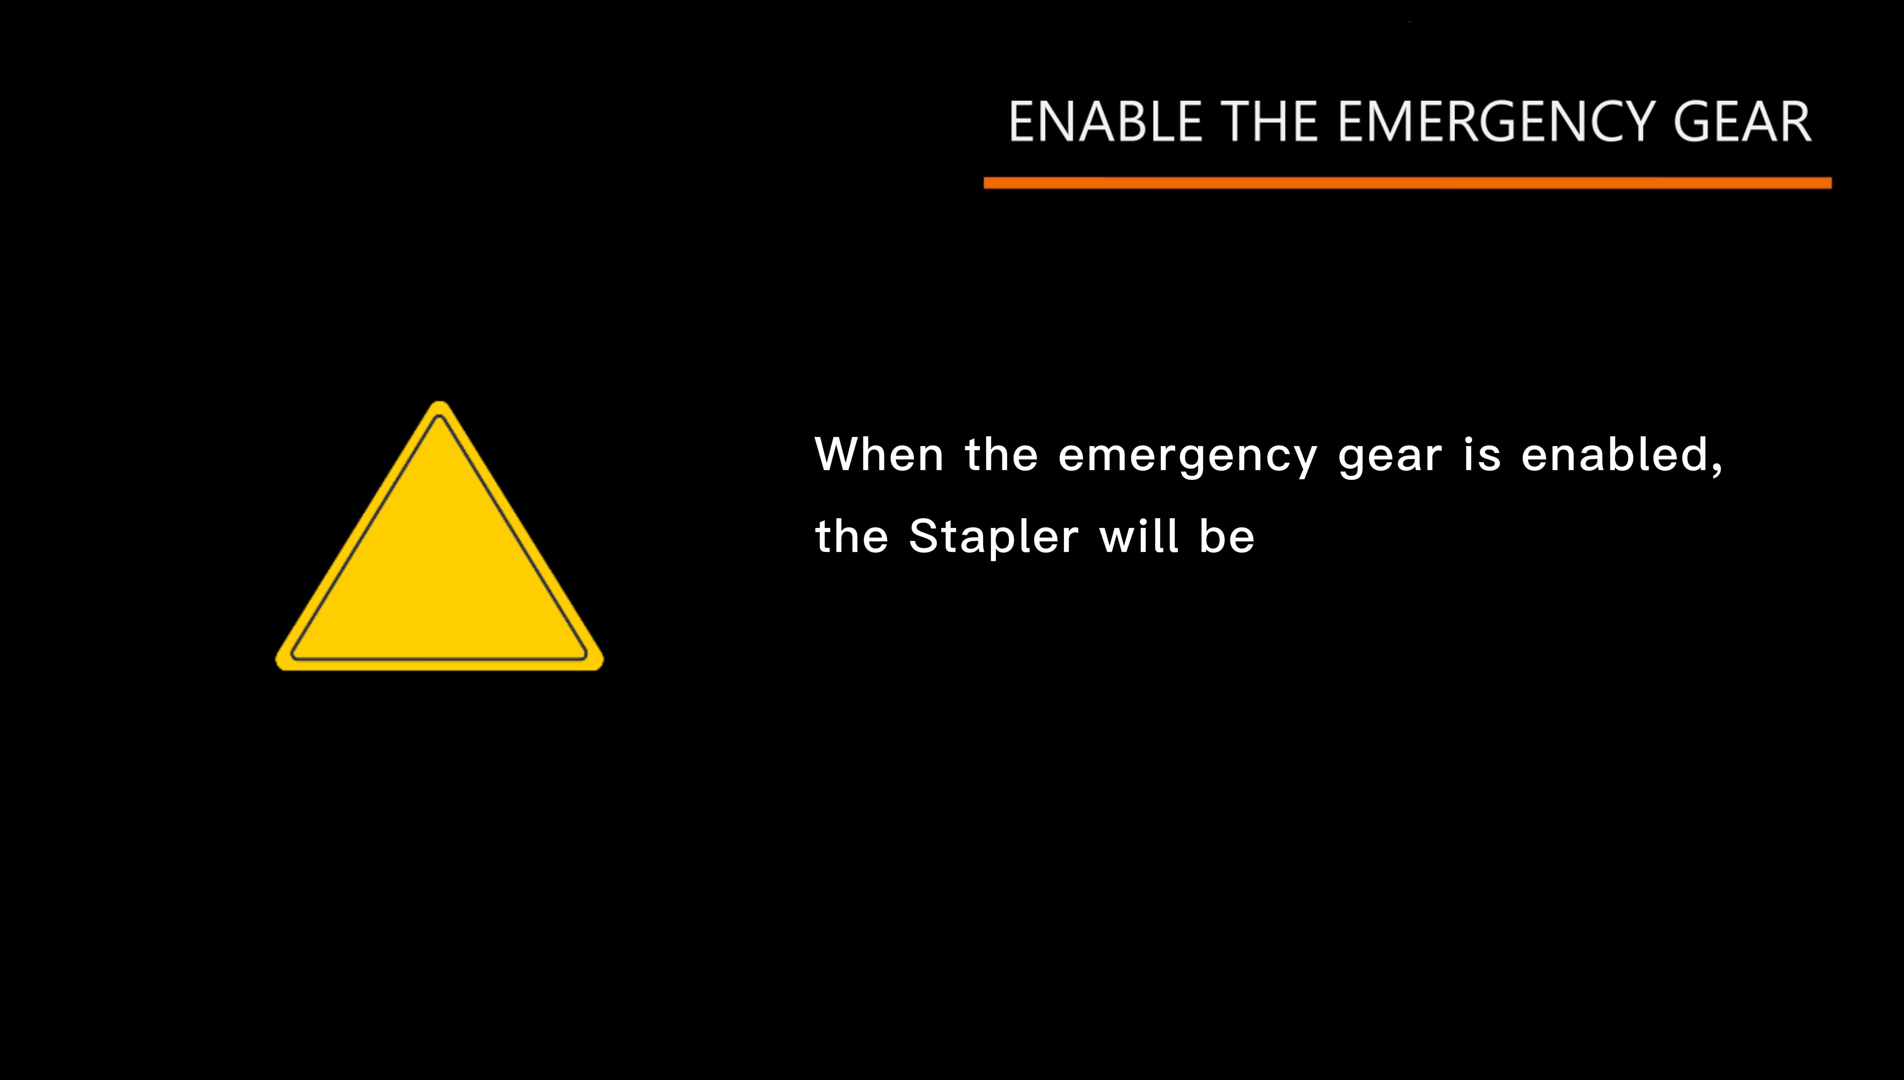 ENABLE THE EMERGENCY GEAR
When the emergency gear is enabled,
the Stapler will be